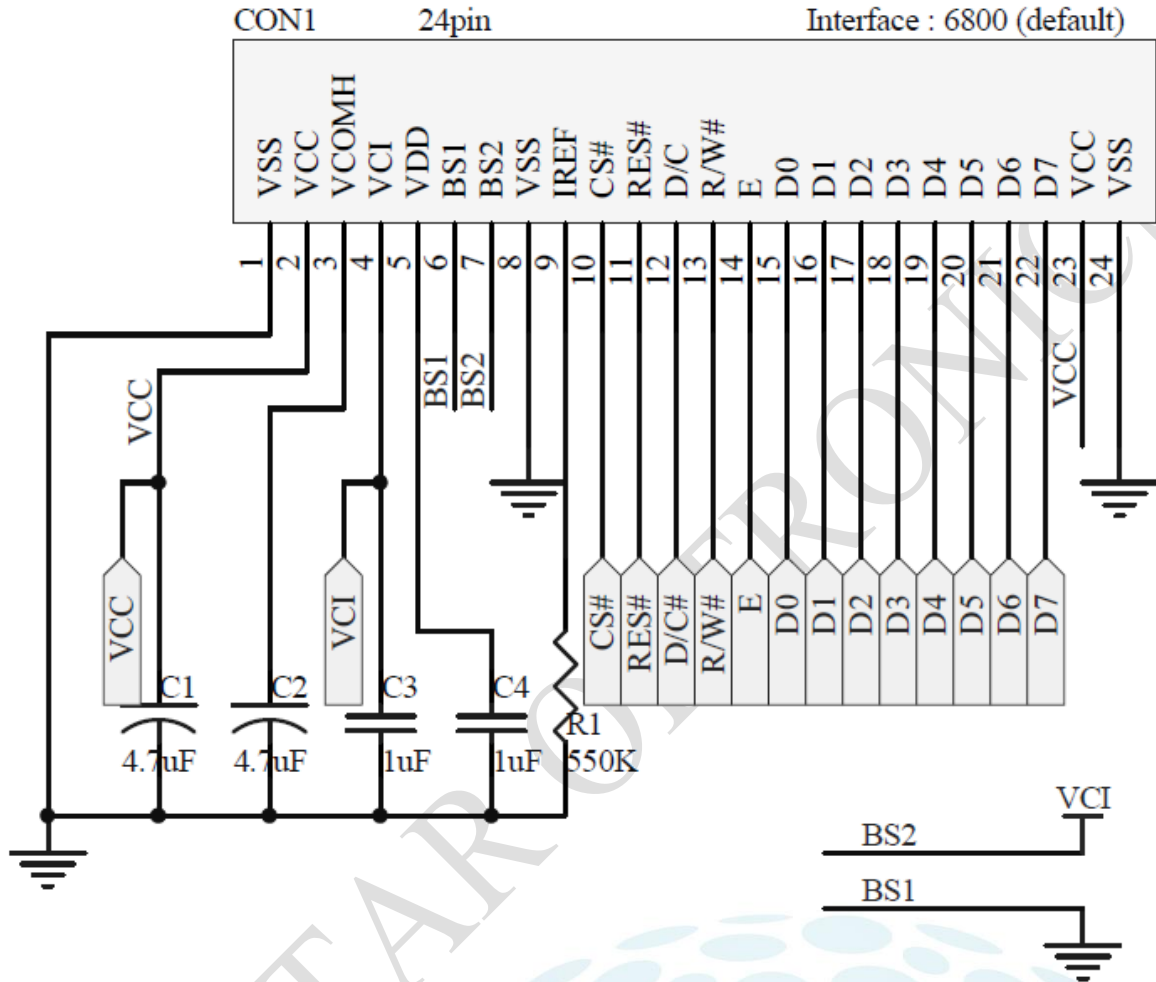 CON1 24pin Interface : 6800 (default)
VSS VCC VCOMH VCI VDD BS1 BS2 VSS IREF CS# RES# D/C R/W# E D0 D1 D2 D3 D4 D5 D6 D7 VCC VSS
1 2 3 4 5 6 7 8 9 10 11 12 13 14 15 16 17 18 19 20 21 22 23 24
VCC BS1 BS2 VCC
VCC VCI CS# RES# D/C# R/W# E D0 D1 D2 D3 D4 D5 D6 D7
C1 C2 C3 C4 R1
4.7uF 4.7uF 1uF 1uF 550K
VCI
BS2
BS1